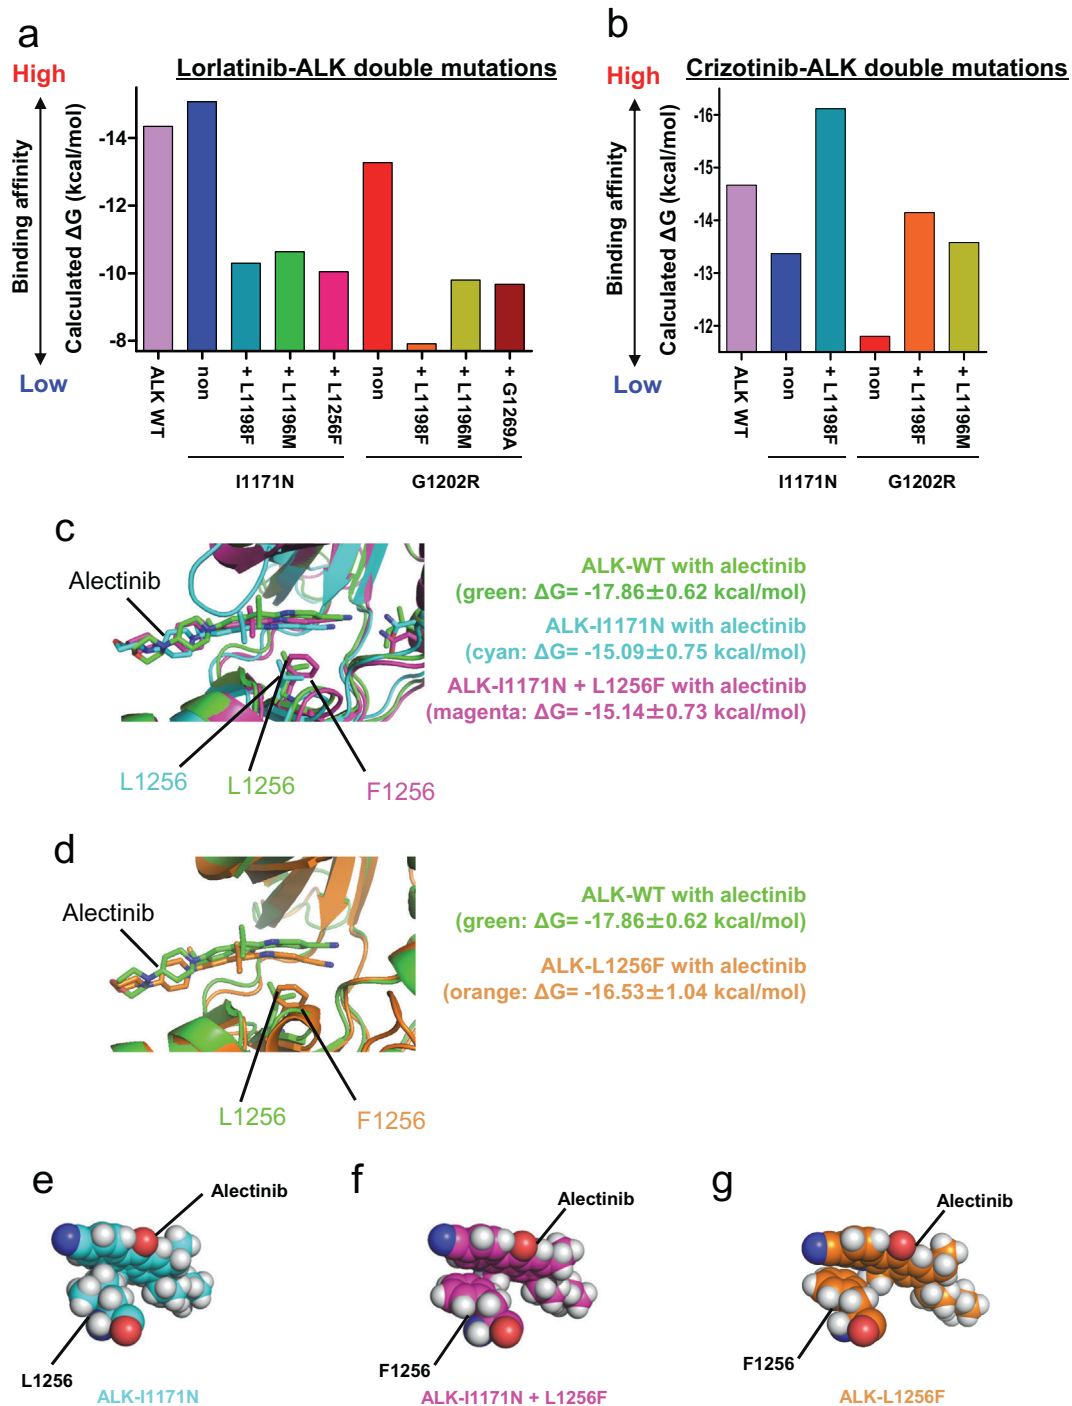 a
High
Lorlatinib-ALK double mutations
Binding affinity
Calculated ΔG (kcal/mol)
-14
-12
-10
-8
Low
ALK WT
non
+ L1198F
+ L1196M
+ L1256F
non
+ L1198F
+ L1196M
+ G1269A
I1171N
G1202R
b
High
Crizotinib-ALK double mutations
Binding affinity
Calculated ΔG (kcal/mol)
-16
-15
-14
-13
-12
Low
ALK WT
non
+ L1198F
non
+ L1198F
+ L1196M
I1171N
G1202R
c
Alectinib
L1256
L1256
F1256
ALK-WT with alectinib
(green: ΔG= -17.86±0.62 kcal/mol)
ALK-I1171N with alectinib
(cyan: ΔG= -15.09±0.75 kcal/mol)
ALK-I1171N + L1256F with alectinib
(magenta: ΔG= -15.14±0.73 kcal/mol)
d
Alectinib
L1256
F1256
ALK-WT with alectinib
(green: ΔG= -17.86±0.62 kcal/mol)
ALK-L1256F with alectinib
(orange: ΔG= -16.53±1.04 kcal/mol)
e
Alectinib
L1256
ALK-I1171N
f
Alectinib
F1256
ALK-I1171N + L1256F
g
Alectinib
F1256
ALK-L1256F